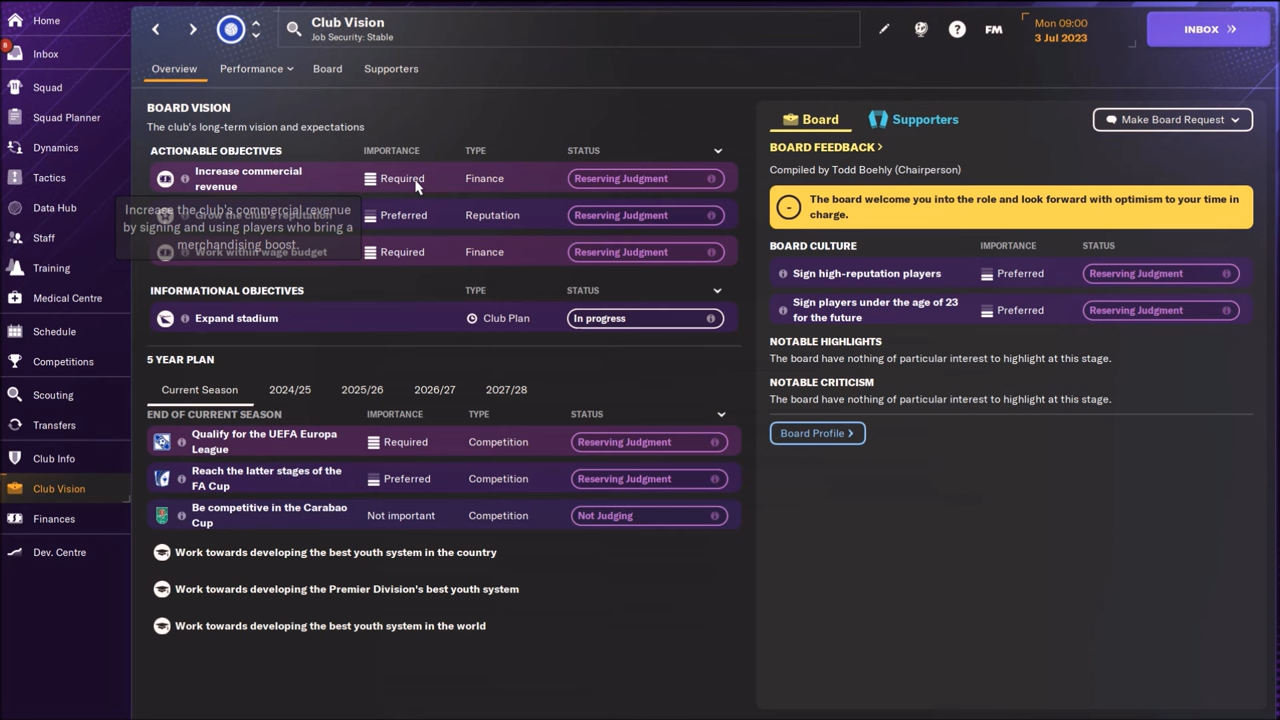 Home
8
Inbox
Squad
Squad Planner
Dynamics
Tactics
Data Hub
Staff
Training
Medical Centre
Schedule
Competitions
Scouting
Transfers
Club Info
Club Vision
Finances
Dev. Centre
Club Vision
Job Security: Stable
?
FM
Mon 09:00
3 Jul 2023
INBOX
Overview
Performance
Board
Supporters
BOARD VISION
The club's long-term vision and expectations
ACTIONABLE OBJECTIVES IMPORTANCE TYPE STATUS
Increase commercial
revenue
Required Finance Reserving Judgment
Grow the club's reputation
Preferred Reputation Reserving Judgment
Work within wage budget
Required Finance Reserving Judgment
Increase the club's commercial revenue
by signing and using players who bring a
merchandising boost.
INFORMATIONAL OBJECTIVES TYPE STATUS
Expand stadium Club Plan In progress
5 YEAR PLAN
Current Season 2024/25 2025/26 2026/27 2027/28
END OF CURRENT SEASON IMPORTANCE TYPE STATUS
Qualify for the UEFA Europa
League
Required Competition Reserving Judgment
Reach the latter stages of the
FA Cup
Preferred Competition Reserving Judgment
Be competitive in the Carabao
Cup
Not important Competition Not Judging
Work towards developing the best youth system in the country
Work towards developing the Premier Division's best youth system
Work towards developing the best youth system in the world
Board
Supporters
Make Board Request
BOARD FEEDBACK
Compiled by Todd Boehly (Chairperson)
-
The board welcome you into the role and look forward with optimism to your time in
charge.
BOARD CULTURE IMPORTANCE STATUS
Sign high-reputation players Preferred Reserving Judgment
Sign players under the age of 23
for the future
Preferred Reserving Judgment
NOTABLE HIGHLIGHTS
The board have nothing of particular interest to highlight at this stage.
NOTABLE CRITICISM
The board have nothing of particular interest to highlight at this stage.
Board Profile